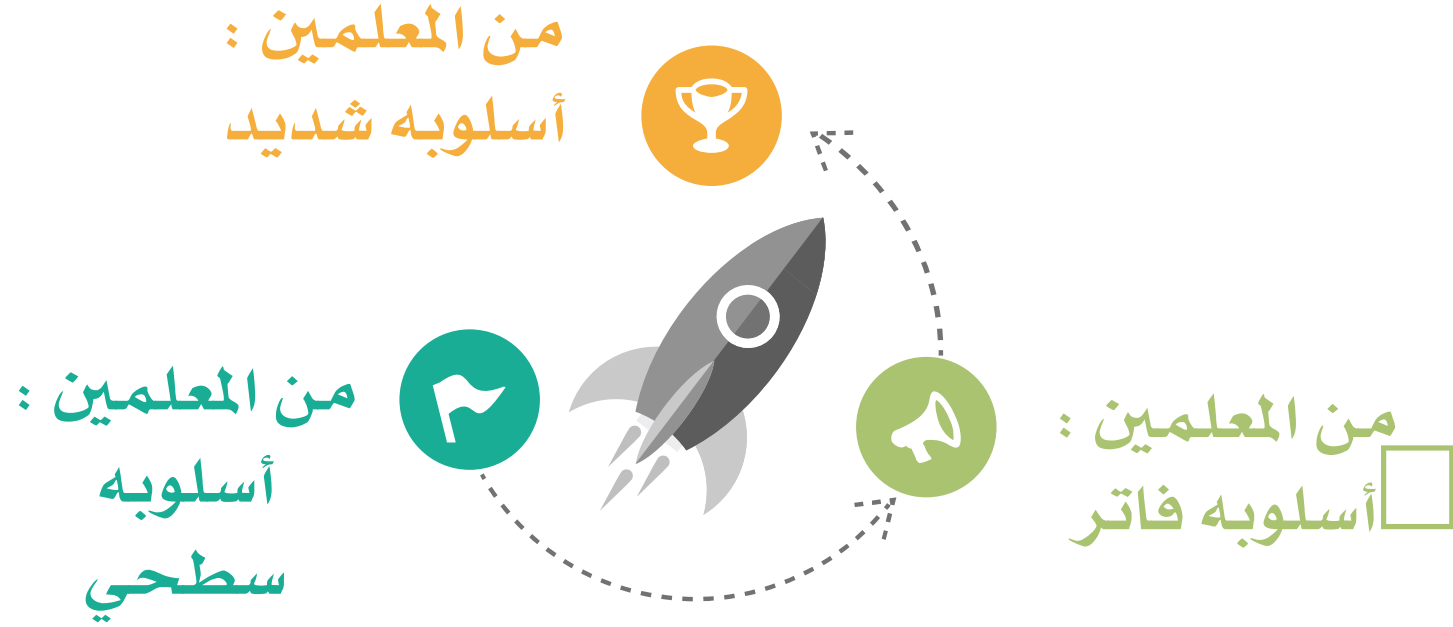 من المعلمين :
أسلوبه شديد
من المعلمين :
أسلوبه فاتر
من المعلمين :
أسلوبه
سطحي